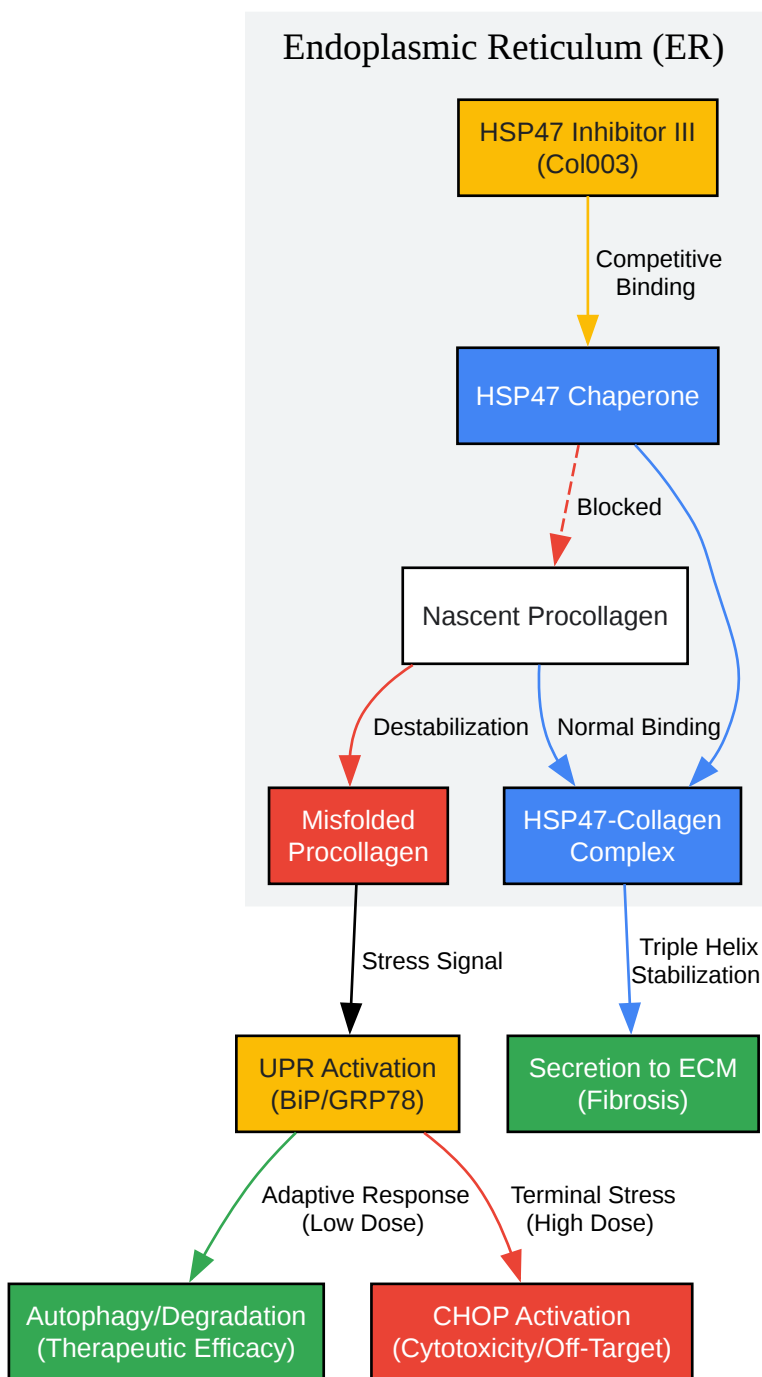 Endoplasmic Reticulum (ER)
HSP47 Inhibitor III
(Col003)
Competitive
Binding
HSP47 Chaperone
Blocked
Nascent Procollagen
Destabilization
Normal Binding
Misfolded
Procollagen
HSP47-Collagen
Complex
Stress Signal
Triple Helix
Stabilization
UPR Activation
(BiP/GRP78)
Secretion to ECM
(Fibrosis)
Adaptive Response
(Low Dose)
Terminal Stress
(High Dose)
Autophagy/Degradation
(Therapeutic Efficacy)
CHOP Activation
(Cytotoxicity/Off-Target)